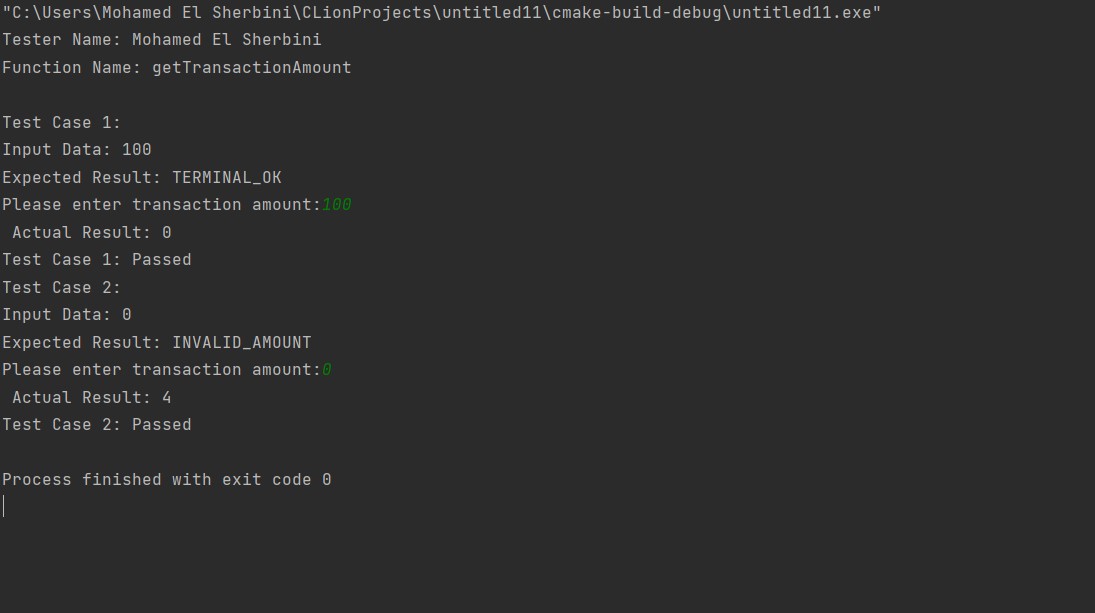 "C:\Users\Mohamed El Sherbini\CLionProjects\untitled11\cmake-build-debug\untitled11.exe"
Tester Name: Mohamed El Sherbini
Function Name: getTransactionAmount
Test Case 1:
Input Data: 100
Expected Result: TERMINAL_OK
Please enter transaction amount:100
Actual Result: 0
Test Case 1: Passed
Test Case 2:
Input Data: 0
Expected Result: INVALID_AMOUNT
Please enter transaction amount:0
Actual Result: 4
Test Case 2: Passed
Process finished with exit code 0